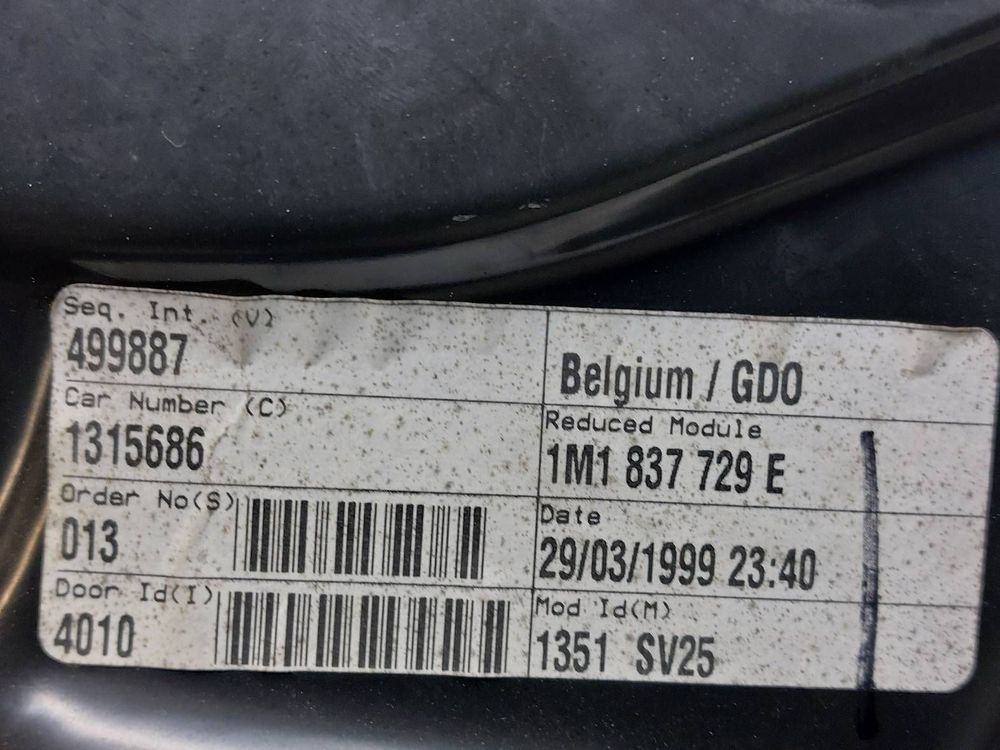 Seq. Int. (V)
499887
Belgium / GDO
Car Number (C)
1315686
Reduced Module
1M1 837 729 E
Order No(S)
013
Date
29/03/1999 23:40
Door Id(I)
4010
Mod Id(M)
1351 SV25